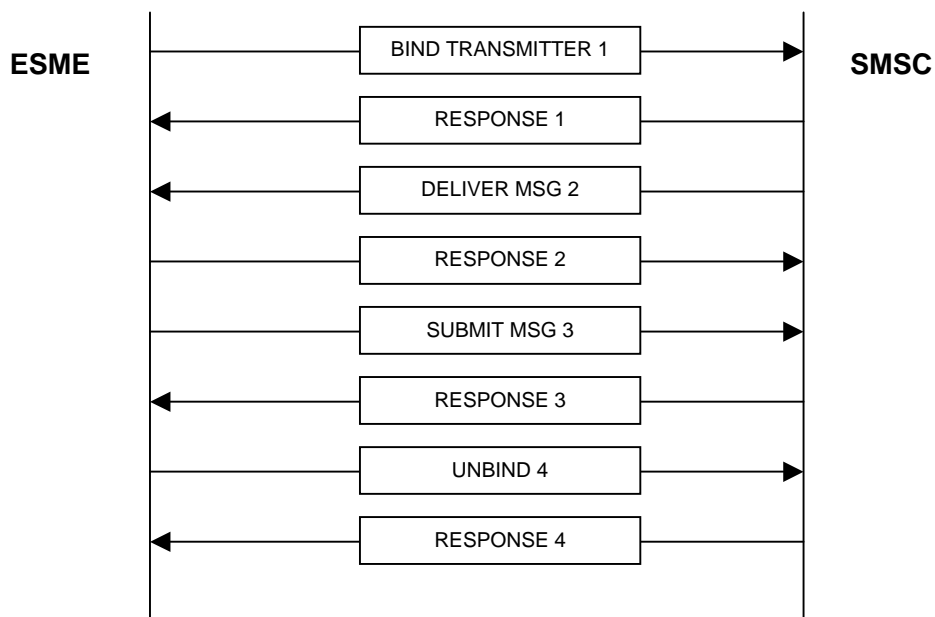 BIND TRANSMITTER 1
ESME
SMSC
RESPONSE 1
DELIVER MSG 2
RESPONSE 2
SUBMIT MSG 3
RESPONSE 3
UNBIND 4
RESPONSE 4